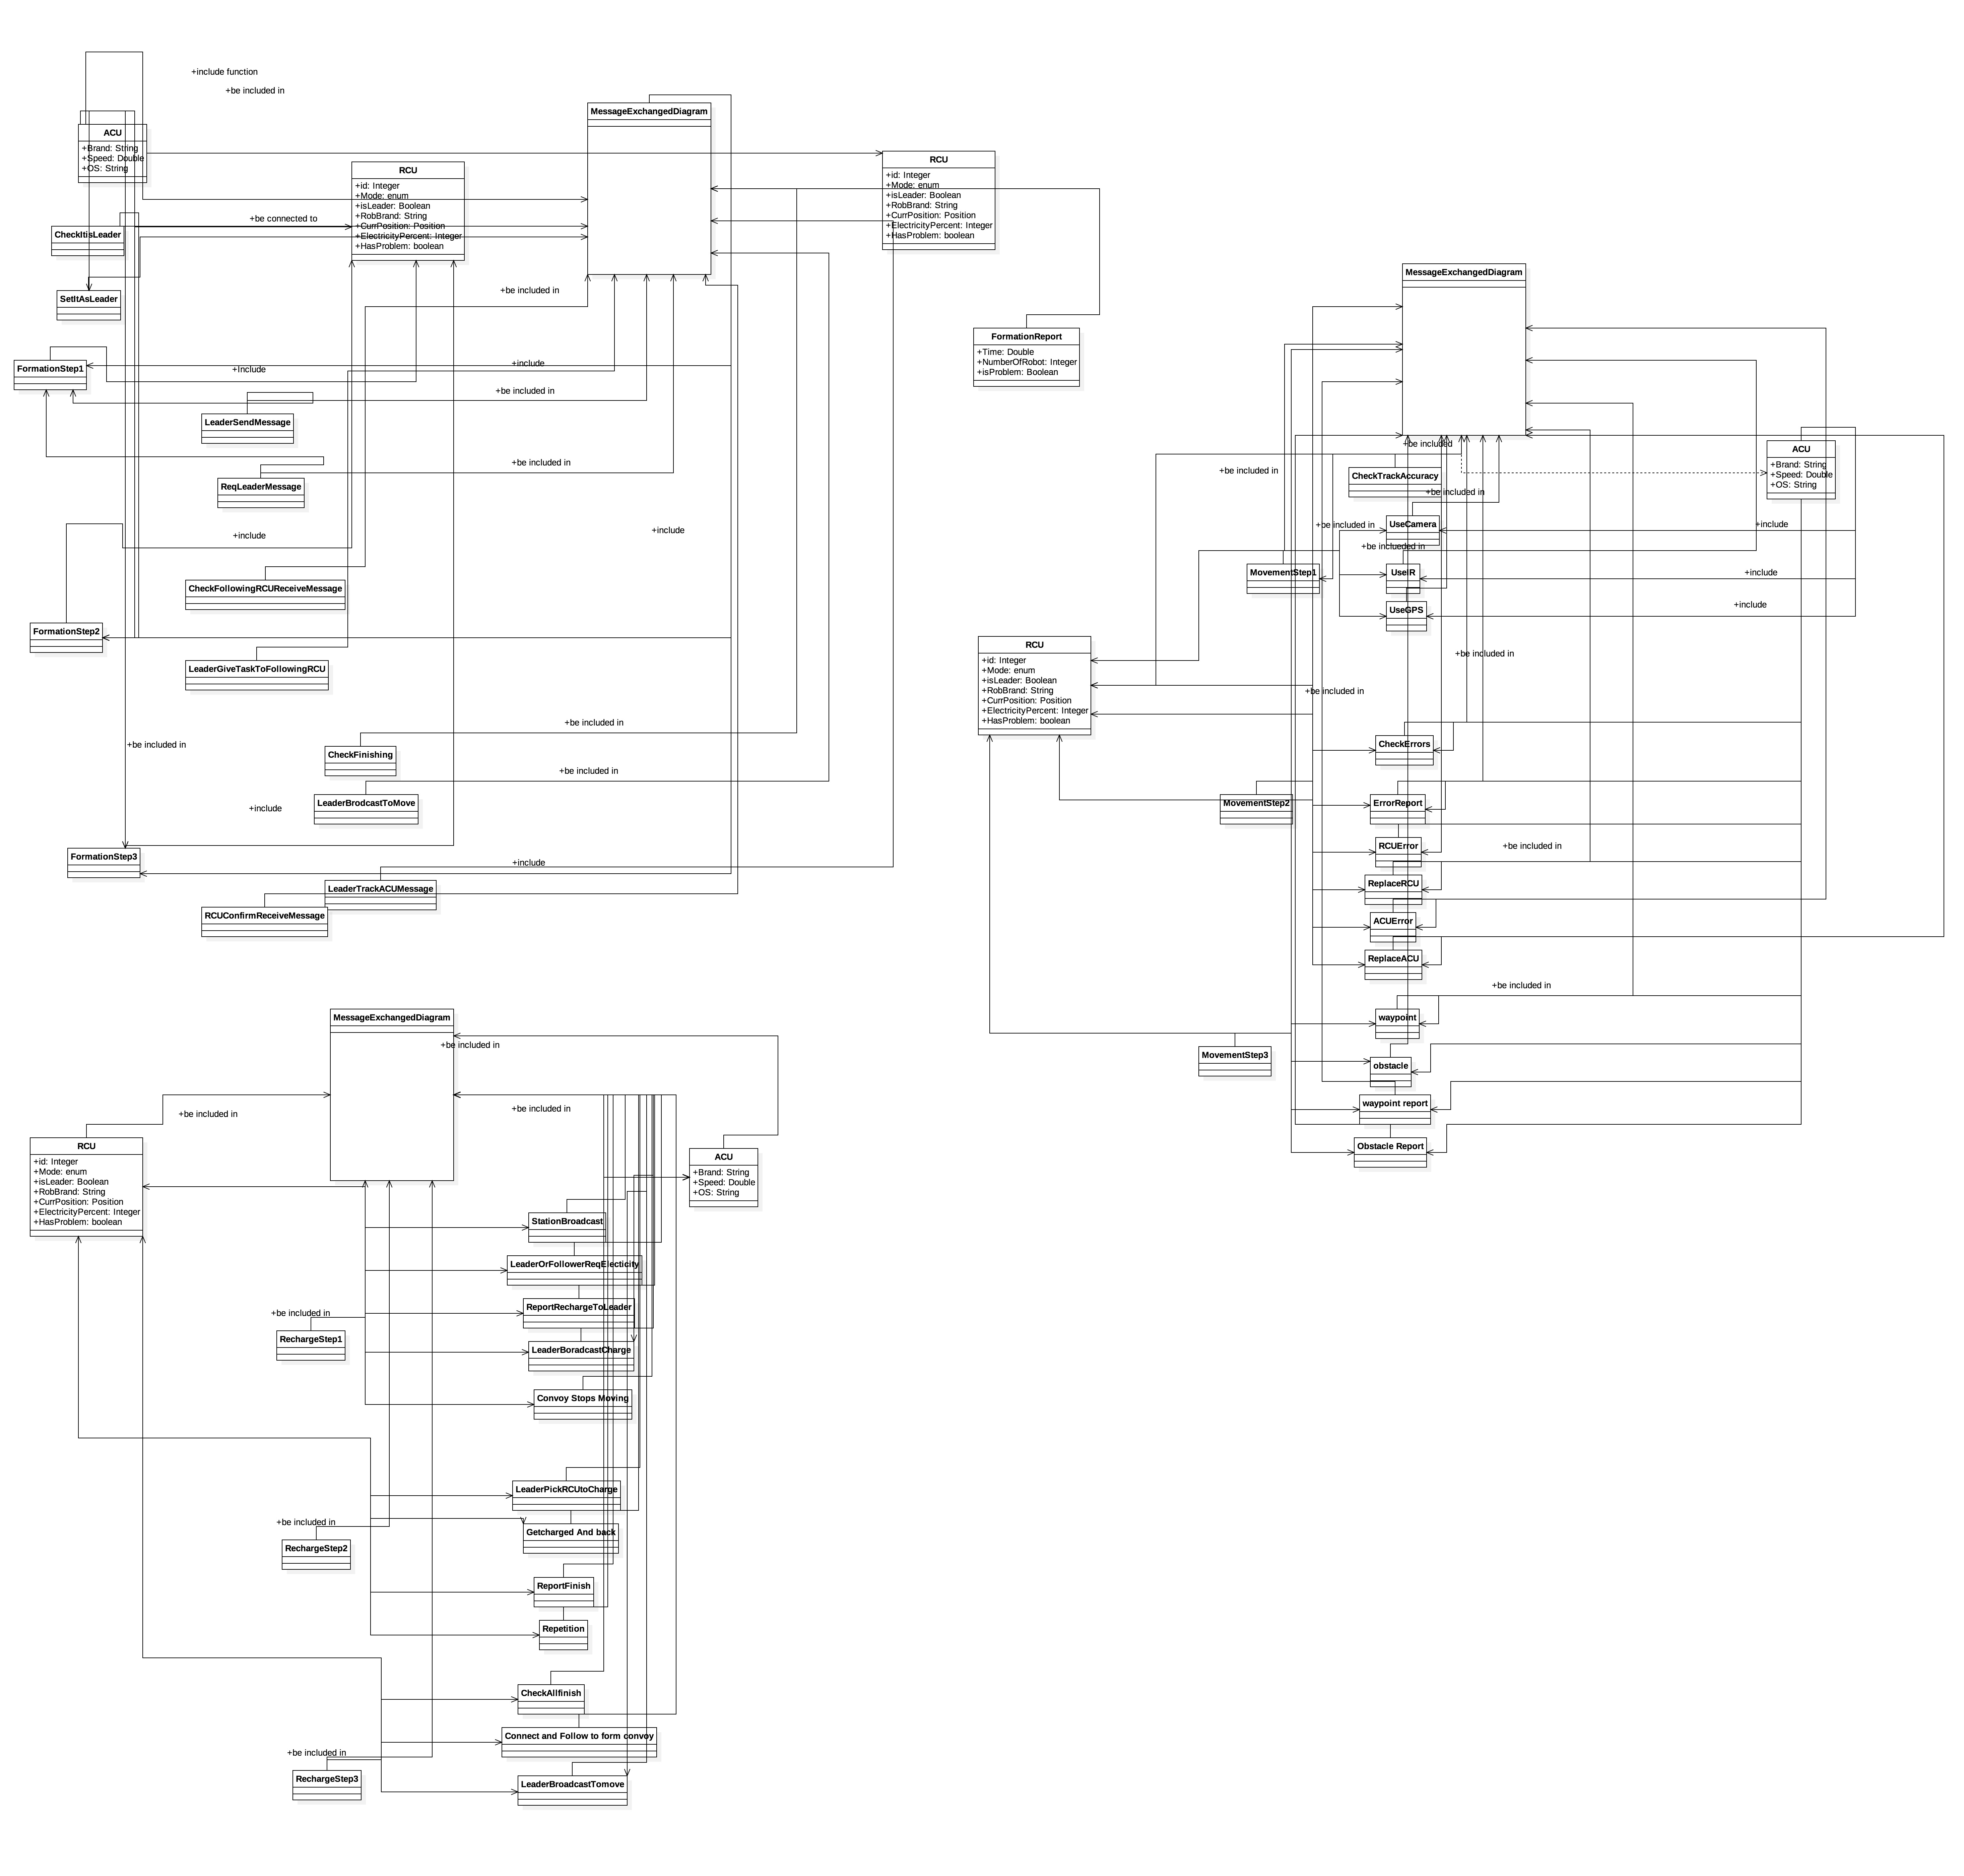 +include function
+be included in
ACU
+Brand: String
+Speed: Double
+OS: String
MessageExchangedDiagram
RCU
+id: Integer
+Mode: enum
+isLeader: Boolean
+RobBrand: String
+CurrPosition: Position
+ElectricityPercent: Integer
+HasProblem: boolean
RCU
+id: Integer
+Mode: enum
+isLeader: Boolean
+RobBrand: String
+CurrPosition: Position
+ElectricityPercent: Integer
+HasProblem: boolean
+be connected to
CheckItisLeader
SetItAsLeader
+be included in
FormationReport
+Time: Double
+NumberOfRobot: Integer
+isProblem: Boolean
FormationStep1
+Include
+include
+be included in
LeaderSendMessage
+be included in
ReqLeaderMessage
+include
+include
CheckFollowingRCUReceiveMessage
FormationStep2
LeaderGiveTaskToFollowingRCU
+be included in
+be included in
CheckFinishing
+be included in
LeaderBrodcastToMove
+include
FormationStep3
+include
LeaderTrackACUMessage
RCUConfirmReceiveMessage
MessageExchangedDiagram
+be included
ACU
+Brand: String
+Speed: Double
+OS: String
+be included in
CheckTrackAccuracy
+be included in
+be included in
UseCamera
+include
+be inclueded in
MovementStep1
UseIR
+include
UseGPS
+include
RCU
+id: Integer
+Mode: enum
+isLeader: Boolean
+RobBrand: String
+CurrPosition: Position
+ElectricityPercent: Integer
+HasProblem: boolean
+be included in
+be included in
CheckErrors
MovementStep2
ErrorReport
RCUError
+be included in
ReplaceRCU
ACUError
ReplaceACU
+be included in
waypoint
MovementStep3
obstacle
waypoint report
Obstacle Report
MessageExchangedDiagram
+be included in
+be included in
+be included in
RCU
+id: Integer
+Mode: enum
+isLeader: Boolean
+RobBrand: String
+CurrPosition: Position
+ElectricityPercent: Integer
+HasProblem: boolean
ACU
+Brand: String
+Speed: Double
+OS: String
StationBroadcast
LeaderOrFollowerReqElecticity
ReportRechargeToLeader
+be included in
RechargeStep1
LeaderBoradcastCharge
Convoy Stops Moving
LeaderPickRCUtoCharge
+be included in
Getcharged And back
RechargeStep2
ReportFinish
Repetition
CheckAllfinish
Connect and Follow to form convoy
+be included in
RechargeStep3
LeaderBroadcastTomove